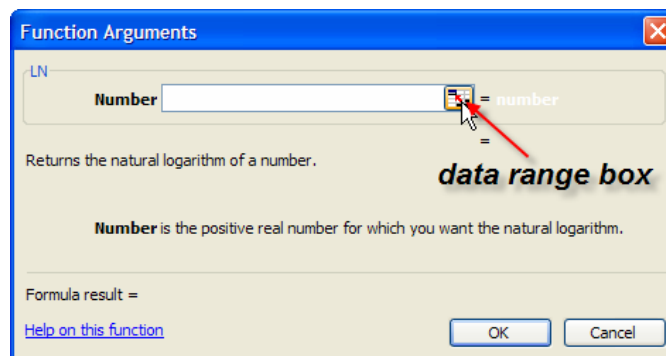 Function Arguments
LN
Number = number
=
Returns the natural logarithm of a number.
data range box
Number is the positive real number for which you want the natural logarithm.
Formula result =
Help on this function
OK Cancel